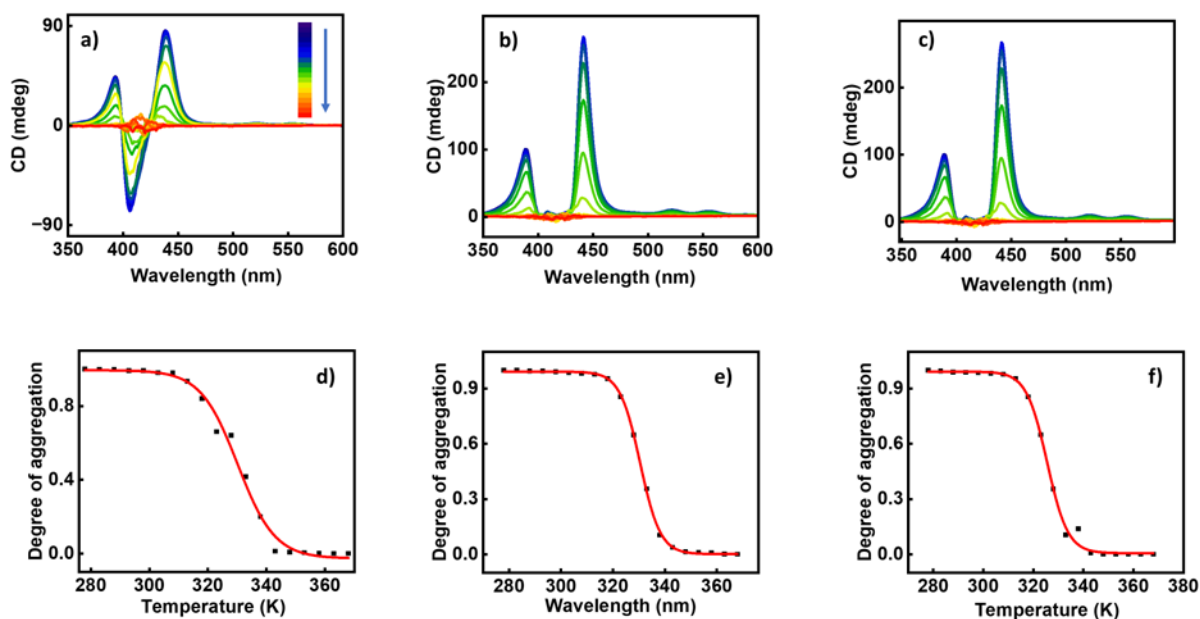 a)
90
0
−90
CD (mdeg)
350 400 450 500 550 600
Wavelength (nm)
b)
200
100
0
CD (mdeg)
350 400 450 500 550 600
Wavelength (nm)
c)
200
100
0
CD (mdeg)
350 400 450 500 550
Wavelength (nm)
d)
0.8
0.4
0.0
Degree of aggregation
280 300 320 340 360
Temperature (K)
e)
0.9
0.6
0.3
0.0
Degree of aggregation
280 300 320 340 360
Wavelength (nm)
f)
0.9
0.6
0.3
0.0
Degree of aggregation
280 300 320 340 360 380
Temperature (K)